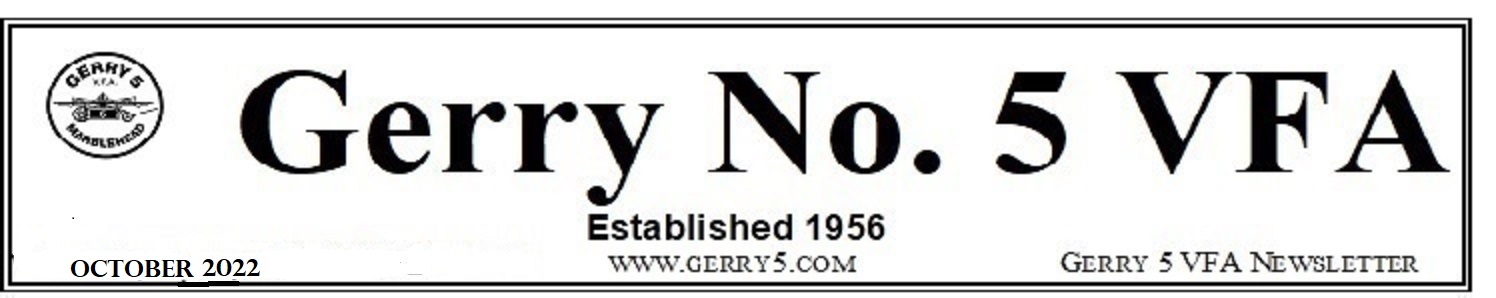 GERRY 5
V.F.A.
MARBLEHEAD
Gerry No. 5 VFA
Established 1956
OCTOBER 2022
WWW.GERRY5.COM
GERRY 5 VFA NEWSLETTER